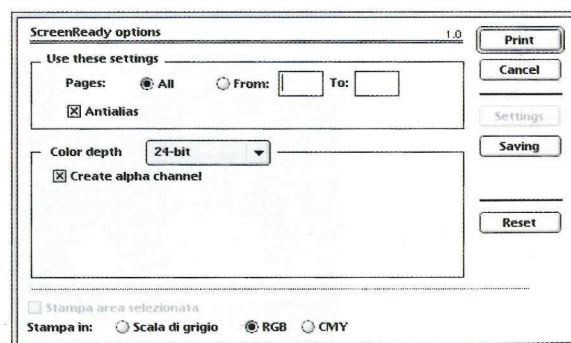 ScreenReady options
1.0
Print
Use these settings
Cancel
Pages: All From: To:
Antialias
Settings
Color depth 24-bit
Saving
Create alpha channel
Reset
Stampa area selezionata
Stampa in: Scala di grigio RGB CMY